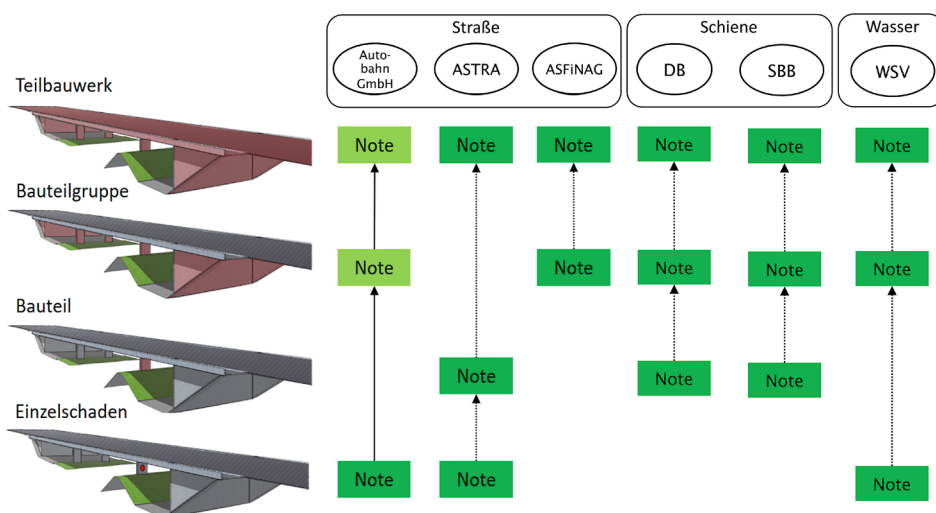 Straße
Schiene
Wasser
Auto-
bahn
GmbH
ASTRA
ASFiNAG
DB
SBB
WSV
Teilbauwerk
Note
Note
Note
Note
Note
Note
Bauteilgruppe
Note
Note
Note
Note
Note
Bauteil
Note
Note
Note
Einzelschaden
Note
Note
Note